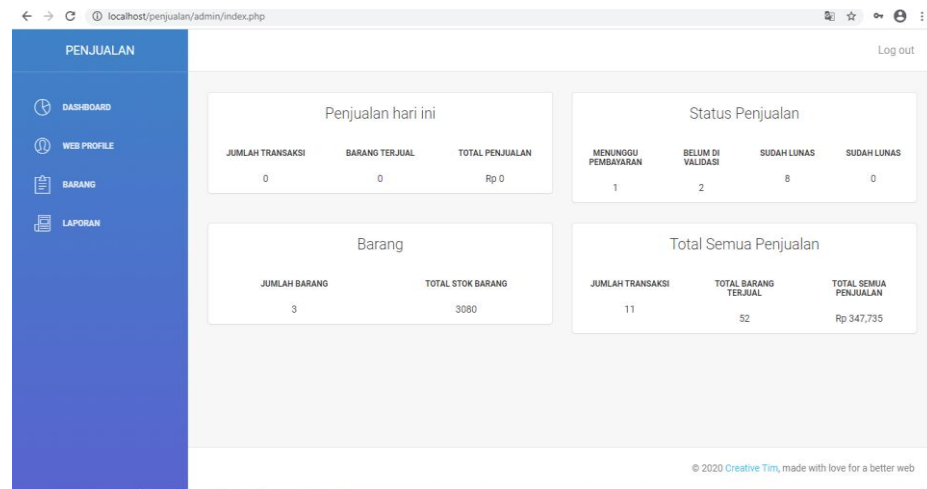 localhost/penjualan/admin/index.php
PENJUALAN
Log out
DASHBOARD
WEB PROFILE
BARANG
LAPORAN
Penjualan hari ini
JUMLAH TRANSAKSI BARANG TERJUAL TOTAL PENJUALAN
0 0 Rp 0
Status Penjualan
MENUNGGU PEMBAYARAN BELUM DI VALIDASI SUDAH LUNAS SUDAH LUNAS
1 2 8 0
Barang
JUMLAH BARANG TOTAL STOK BARANG
3 3080
Total Semua Penjualan
JUMLAH TRANSAKSI TOTAL BARANG TERJUAL TOTAL SEMUA PENJUALAN
11 52 Rp 347,735
© 2020 Creative Tim, made with love for a better web